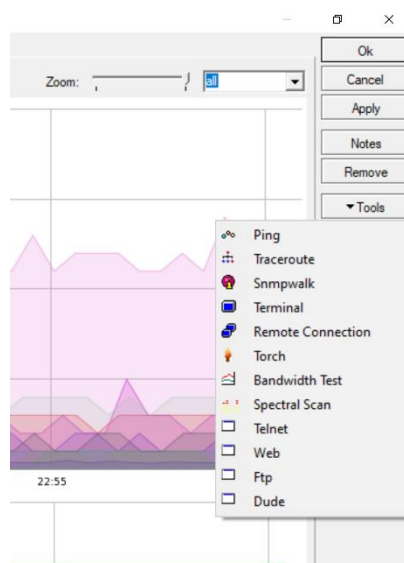 Ok
Zoom:
all
Cancel
Apply
Notes
Remove
Tools
Ping
Traceroute
Snmpwalk
Terminal
Remote Connection
Torch
Bandwidth Test
Spectral Scan
Telnet
Web
Ftp
Dude
22:55